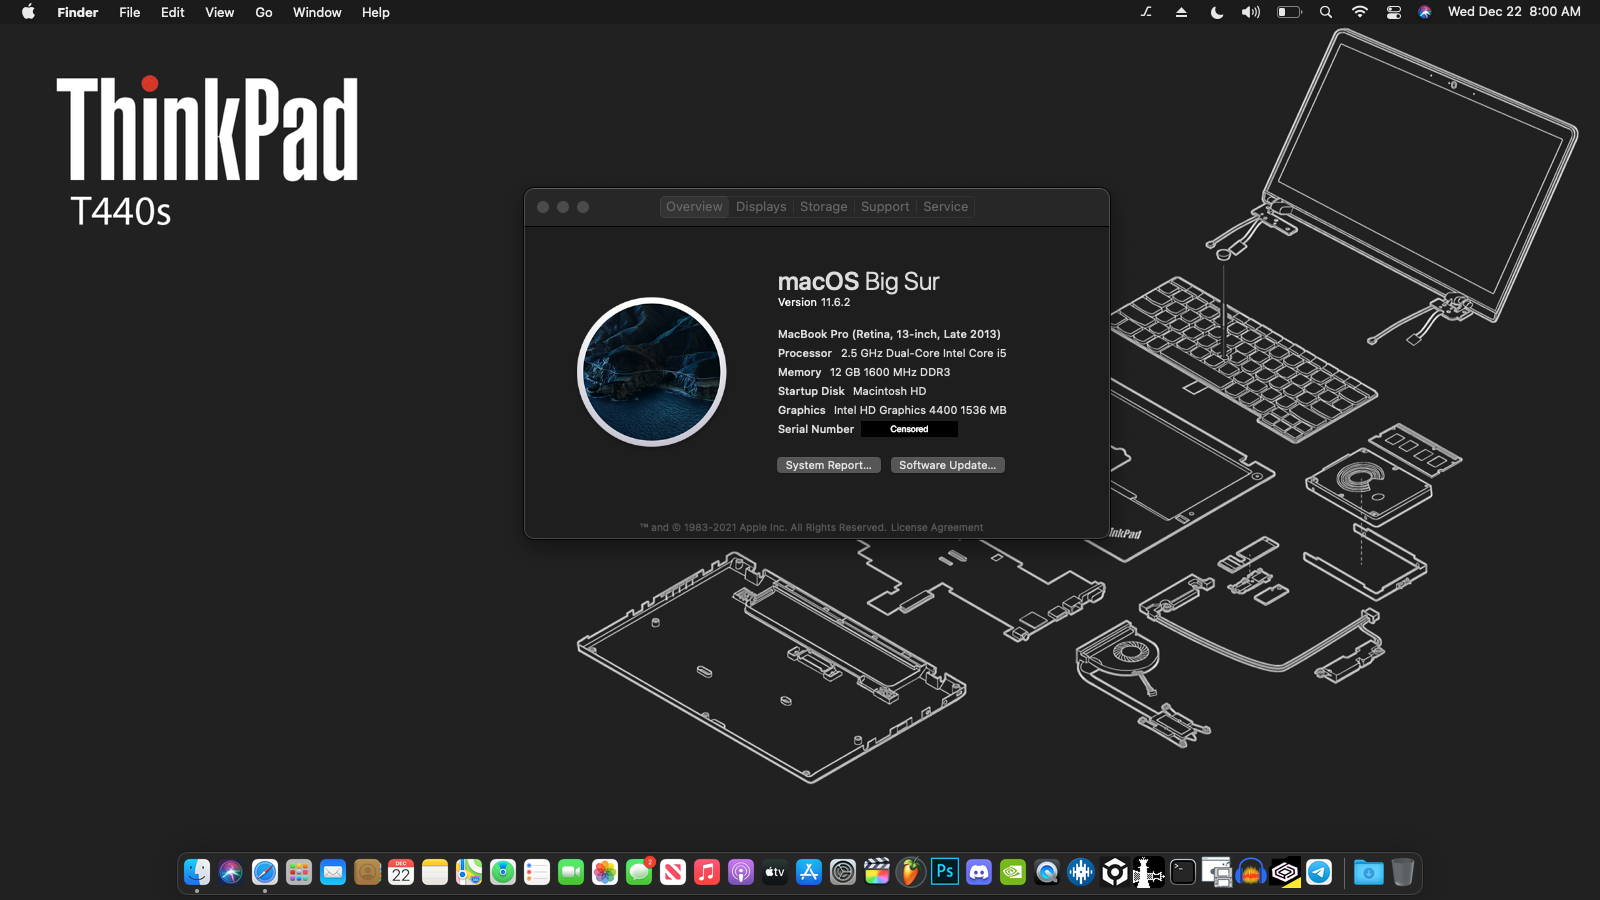 Finder File Edit View Go Window Help
Wed Dec 22 8:00 AM
ThinkPad
T440s
Overview Displays Storage Support Service
macOS Big Sur
Version 11.6.2
MacBook Pro (Retina, 13-inch, Late 2013)
Processor 2.5 GHz Dual-Core Intel Core i5
Memory 12 GB 1600 MHz DDR3
Startup Disk Macintosh HD
Graphics Intel HD Graphics 4400 1536 MB
Serial Number Censored
System Report... Software Update...
™ and © 1983-2021 Apple Inc. All Rights Reserved. License Agreement
inkPad
DEC
22
2
tv
Ps